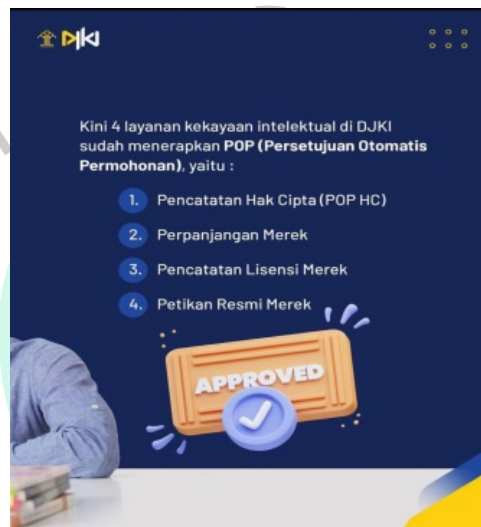 DJKI
Kini 4 layanan kekayaan intelektual di DJKI
sudah menerapkan POP (Persetujuan Otomatis
Permohonan), yaitu :
1. Pencatatan Hak Cipta (POP HC)
2. Perpanjangan Merek
3. Pencatatan Lisensi Merek
4. Petikan Resmi Merek
APPROVED